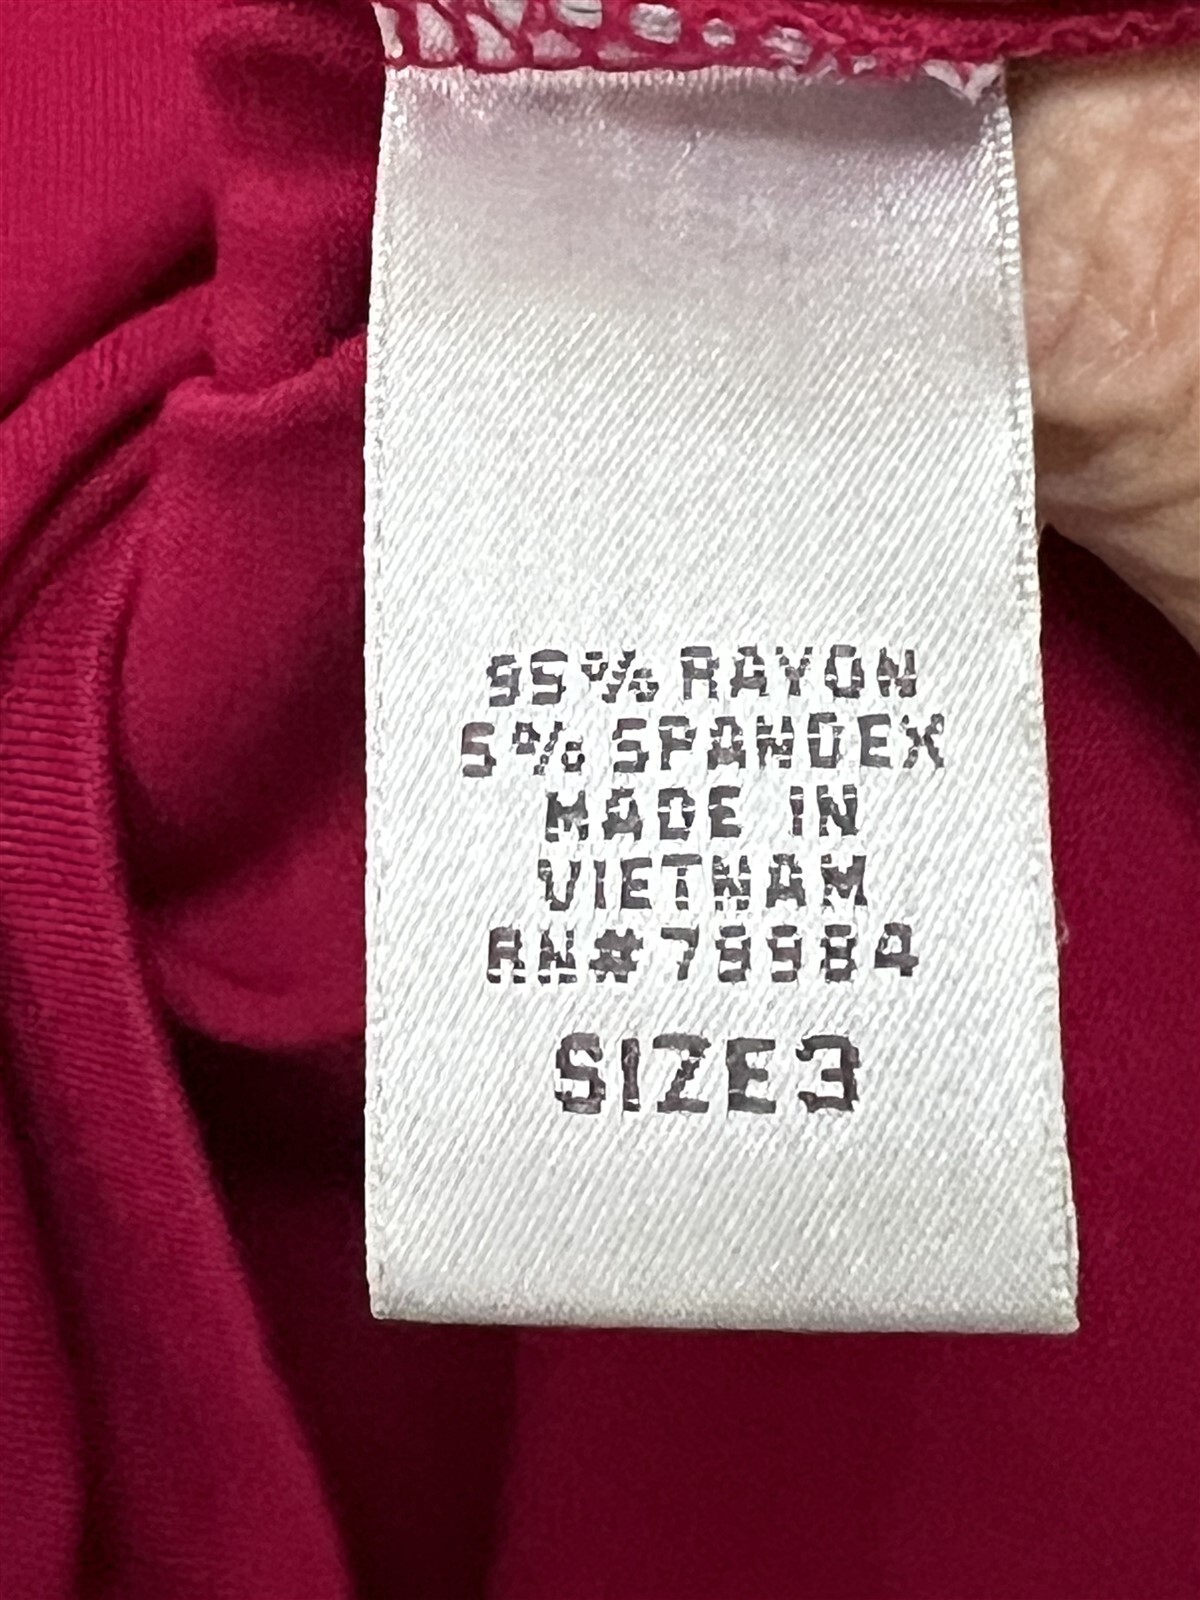 95% RAYON
5% SPANDEX
MADE IN
VIETNAM
RN#79984
SIZE3